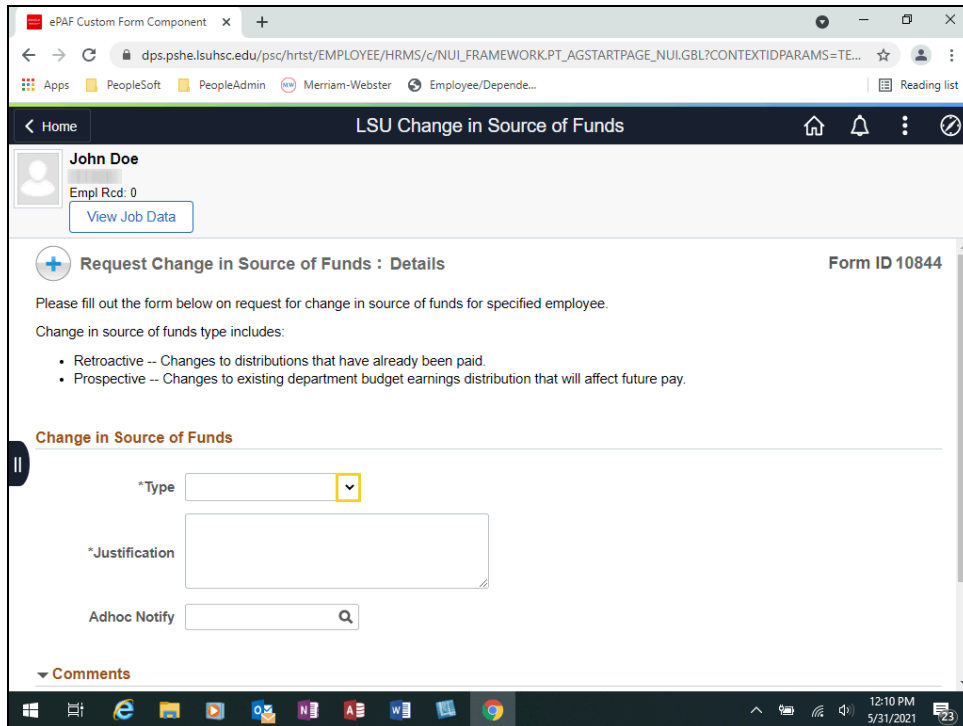 ePAF Custom Form Component
dps.pshe.lsuhsc.edu/psc/hrtst/EMPLOYEE/HRMS/c/NUI_FRAMEWORK.PT_AGSTARTPAGE_NUI.GBL?CONTEXTIDPARAMS=TE...
Apps PeopleSoft PeopleAdmin MW Merriam-Webster Employee/Depende... Reading list
Home LSU Change in Source of Funds
John Doe
Empl Rcd: 0
View Job Data
Request Change in Source of Funds : Details Form ID 10844
Please fill out the form below on request for change in source of funds for specified employee.
Change in source of funds type includes:
• Retroactive -- Changes to distributions that have already been paid.
• Prospective -- Changes to existing department budget earnings distribution that will affect future pay.
Change in Source of Funds
*Type
*Justification
Adhoc Notify
Comments
12:10 PM
5/31/2021
23